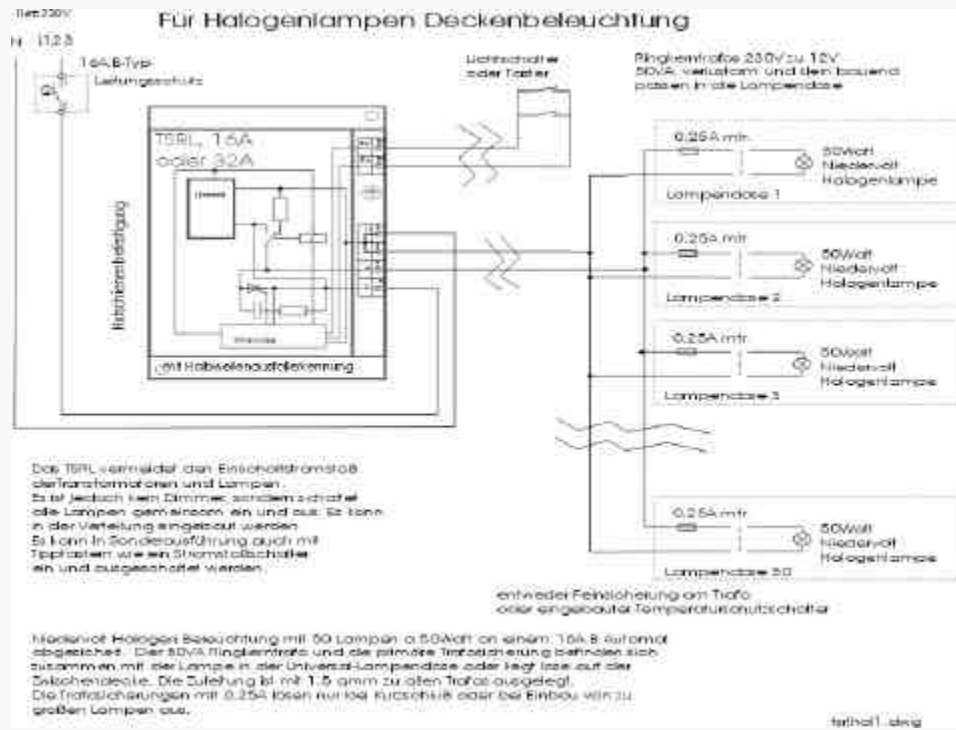 Für Halogenlampen Deckenbeleuchtung
Netz 230V
N L1,2,3
16A B-Typ
Leitungsschutz
Lichtschalter
oder Taster
Ringkerntrafos 230V zu 12V
50VA, verlustarm und klein bauend
passen in die Lampendose
TSRL, 16A
oder 32A
Hutschienenbefestigung
mit Halbwellenausfallerkennung
0.25A mtr.
50Watt
Niedervolt
Halogenlampe
Lampendose 1
0.25A mtr.
50Watt
Niedervolt
Halogenlampe
Lampendose 2
0.25A mtr.
50Watt
Niedervolt
Halogenlampe
Lampendose 3
0.25A mtr.
50Watt
Niedervolt
Halogenlampe
Lampendose 50
Das TSRL vermeidet den Einschaltstromstoß
derTransformatoren und Lampen.
Es ist jedoch kein Dimmer, sondern schaltet
alle Lampen gemeinsam ein und aus. Es kann
in der Verteilung eingebaut werden
Es kann in Sonderausführung auch mit
Tipptastern wie ein Stromstoßschalter
ein und ausgeschaltet werden.
entweder Feinsicherung am Trafo
oder eingebauter Temperaturschutzschalter
Niedervolt Halogen Beleuchtung mit 50 Lampen a 50Watt an einem 16A B Automat
abgesichert. Der 50VA Ringkerntrafo und die primäre Trafosicherung befinden sich
zusammen mit der Lampe in der Universal-Lampendose oder liegt lose auf der
Zwischendecke. Die Zuleitung ist mit 1.5 qmm zu allen Trafos ausgelegt.
Die Trafosicherungen mit 0.25A lösen nur bei Kurzschluß oder bei Einbau von zu
großen Lampen aus.
tsrlhal1.dwg